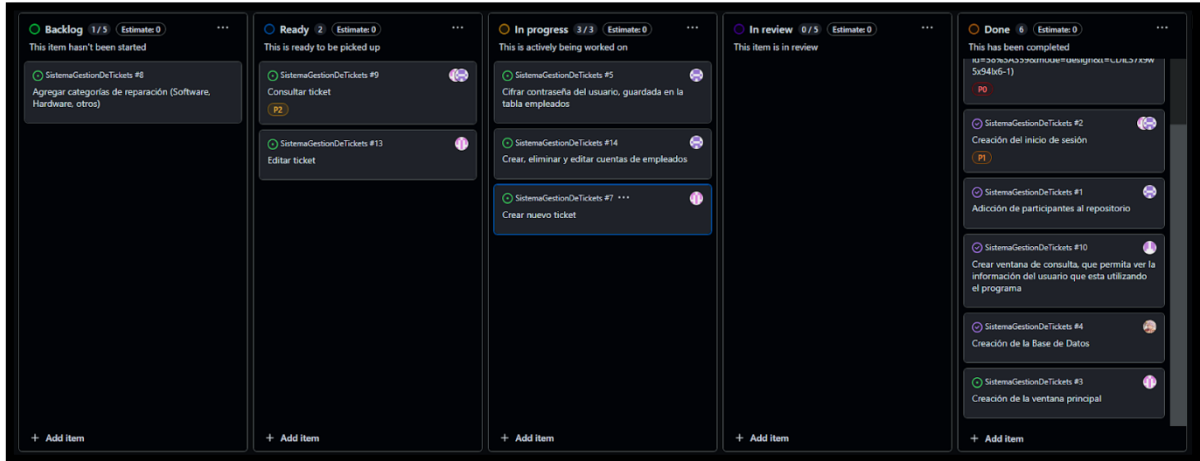 Backlog 1/5 Estimate: 0
This item hasn't been started
SistemaGestionDeTickets #8
Agregar categorías de reparación (Software,
Hardware, otros)
+ Add item
Ready 2 Estimate: 0
This is ready to be picked up
SistemaGestionDeTickets #9
Consultar ticket
P2
SistemaGestionDeTickets #13
Editar ticket
+ Add item
In progress 3/3 Estimate: 0
This is actively being worked on
SistemaGestionDeTickets #5
Cifrar contraseña del usuario, guardada en la
tabla empleados
SistemaGestionDeTickets #14
Crear, eliminar y editar cuentas de empleados
SistemaGestionDeTickets #7
Crear nuevo ticket
+ Add item
In review 0/5 Estimate: 0
This item is in review
+ Add item
Done 6 Estimate: 0
This has been completed
5x94lx6-1)
P0
SistemaGestionDeTickets #2
Creación del inicio de sesión
P1
SistemaGestionDeTickets #1
Adicción de participantes al repositorio
SistemaGestionDeTickets #10
Crear ventana de consulta, que permita ver la
información del usuario que esta utilizando
el programa
SistemaGestionDeTickets #4
Creación de la Base de Datos
SistemaGestionDeTickets #3
Creación de la ventana principal
+ Add item